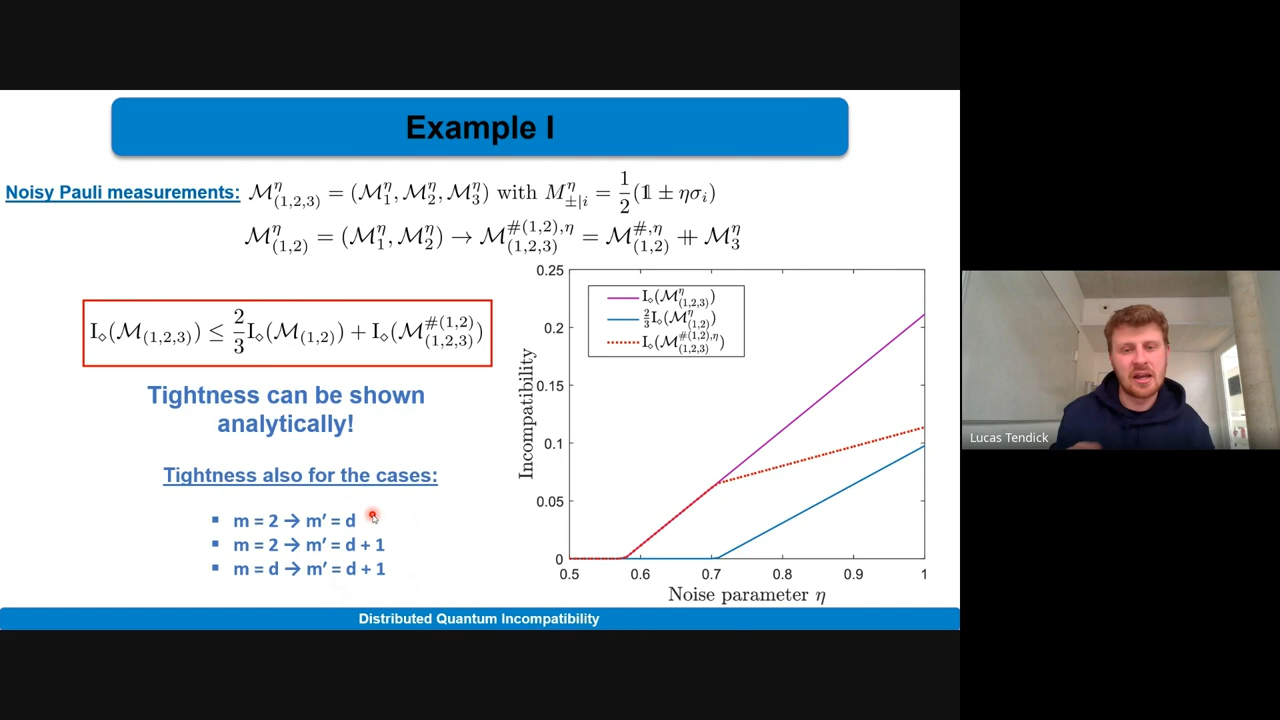 Example I
Noisy Pauli measurements: 𝓜^η_(1,2,3) = (𝓜^η_1, 𝓜^η_2, 𝓜^η_3) with M^η_±|i = 1/2(𝟙 ± ησ_i)
𝓜^η_(1,2) = (𝓜^η_1, 𝓜^η_2) → 𝓜^#(1,2),η_(1,2,3) = 𝓜^#,η_(1,2) ⧺ 𝓜^η_3
I_⋄(𝓜_(1,2,3)) ≤ 2/3 I_⋄(𝓜_(1,2)) + I_⋄(𝓜^#(1,2)_(1,2,3))
Tightness can be shown
analytically!
Tightness also for the cases:
▪ m = 2 → m′ = d
▪ m = 2 → m′ = d + 1
▪ m = d → m′ = d + 1
I_⋄(𝓜^η_(1,2,3))
2/3 I_⋄(𝓜^η_(1,2))
I_⋄(𝓜^#(1,2),η_(1,2,3))
Incompatibility
0.25
0.2
0.15
0.1
0.05
0
0.5 0.6 0.7 0.8 0.9 1
Noise parameter η
Distributed Quantum Incompatibility
Lucas Tendick